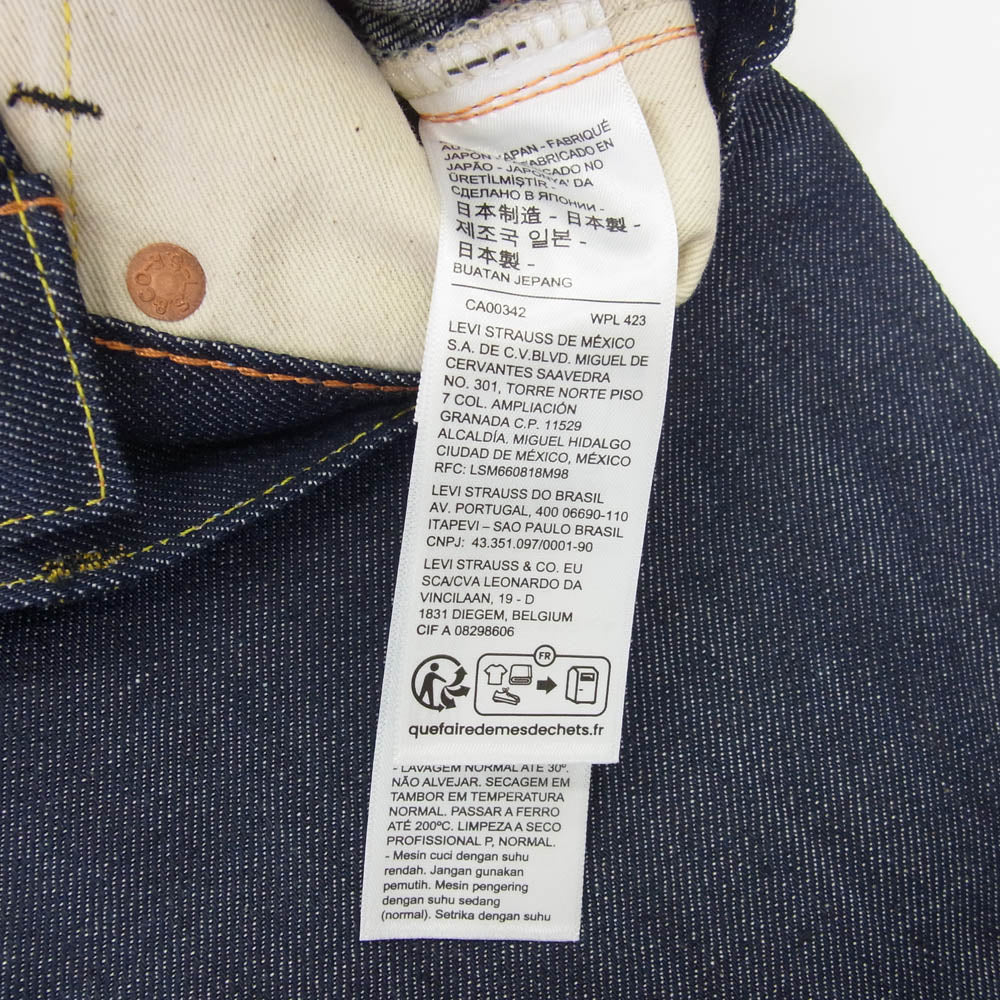 JAPAN - FABRIQUÉ
JAPON FABRICADO EN
JAPÃO -
ÜRETİLMİŞTİR DA
СДЕЛАНО В ЯПОНИИ -
日本制造 - 日本製 -
제조국 일본 -
日本製 -
BUATAN JEPANG
CA00342 WPL 423
LEVI STRAUSS DE MÉXICO
S.A. DE C.V.BLVD. MIGUEL DE
CERVANTES SAAVEDRA
NO. 301, TORRE NORTE PISO
7 COL. AMPLIACIÓN
GRANADA C.P. 11529
ALCALDÍA. MIGUEL HIDALGO
CIUDAD DE MÉXICO, MÉXICO
RFC: LSM660818M98
LEVI STRAUSS DO BRASIL
AV. PORTUGAL, 400 06690-110
ITAPEVI – SAO PAULO BRASIL
CNPJ: 43.351.097/0001-90
LEVI STRAUSS & CO. EU
SCA/CVA LEONARDO DA
VINCILAAN, 19 - D
1831 DIEGEM, BELGIUM
CIF A 08298606
FR
quefairedemesdechets.fr
- LAVAGEM NORMAL ATE 30º.
NÃO ALVEJAR. SECAGEM EM
TAMBOR EM TEMPERATURA
NORMAL. PASSAR A FERRO
ATÉ 200ºC. LIMPEZA A SECO
PROFISSIONAL P, NORMAL.
- Mesin cuci dengan suhu
rendah. Jangan gunakan
pemutih. Mesin pengering
dengan suhu sedang
(normal). Setrika dengan suhu